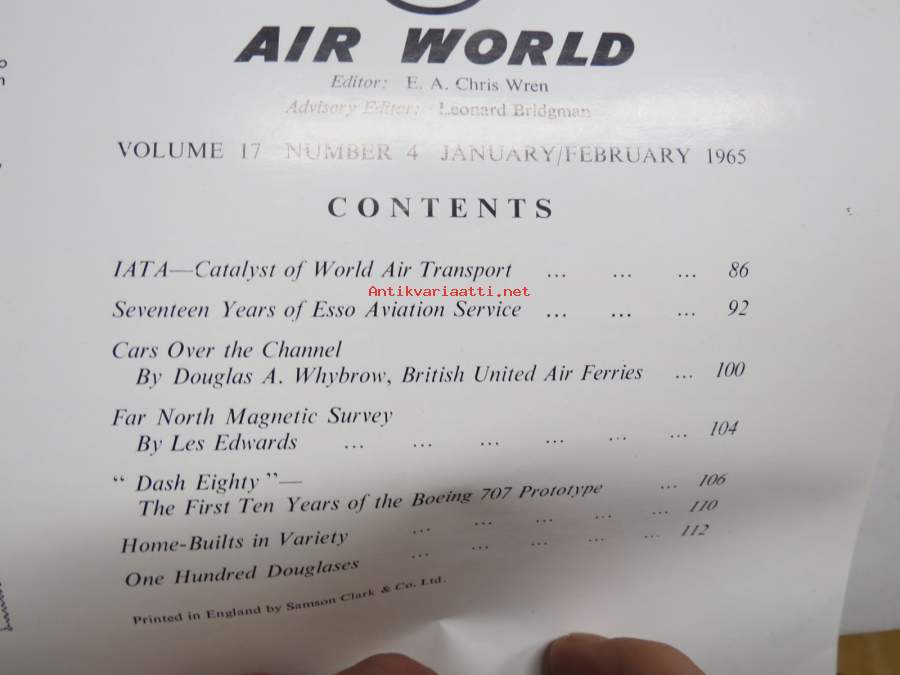 AIR WORLD
Editor: E. A. Chris Wren
Advisory Editor: Leonard Bridgman
VOLUME 17 NUMBER 4 JANUARY/FEBRUARY 1965
CONTENTS
IATA—Catalyst of World Air Transport ... ... ... 86
Antikvariaatti.net
Seventeen Years of Esso Aviation Service ... ... ... 92
Cars Over the Channel
By Douglas A. Whybrow, British United Air Ferries ... 100
Far North Magnetic Survey
By Les Edwards ... ... ... ... ... ... 104
“ Dash Eighty ”—
The First Ten Years of the Boeing 707 Prototype ... 106
Home-Builts in Variety ... ... ... ... ... 110
One Hundred Douglases ... ... ... ... ... 112
Printed in England by Samson Clark & Co. Ltd.